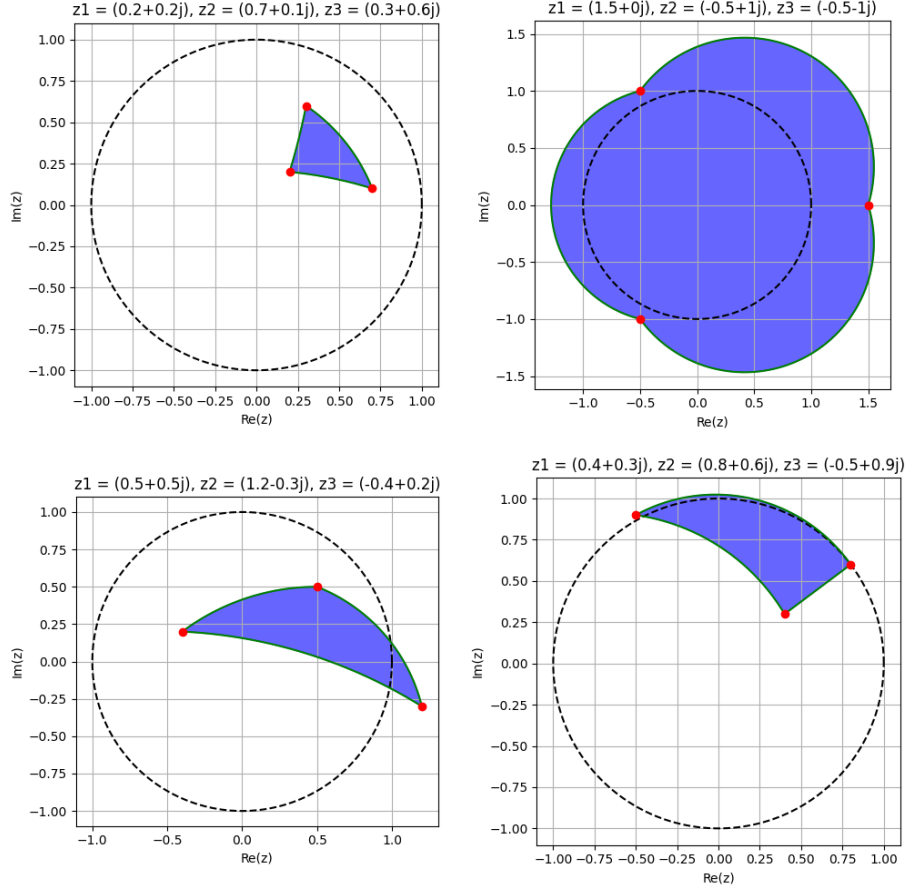 z1 = (0.2+0.2j), z2 = (0.7+0.1j), z3 = (0.3+0.6j)
1.00
0.75
0.50
0.25
0.00
−0.25
−0.50
−0.75
−1.00
Im(z)
−1.00 −0.75 −0.50 −0.25 0.00 0.25 0.50 0.75 1.00
Re(z)
z1 = (1.5+0j), z2 = (-0.5+1j), z3 = (-0.5-1j)
1.5
1.0
0.5
0.0
−0.5
−1.0
−1.5
Im(z)
−1.0 −0.5 0.0 0.5 1.0 1.5
Re(z)
z1 = (0.5+0.5j), z2 = (1.2-0.3j), z3 = (-0.4+0.2j)
1.00
0.75
0.50
0.25
0.00
−0.25
−0.50
−0.75
−1.00
Im(z)
−1.0 −0.5 0.0 0.5 1.0
Re(z)
z1 = (0.4+0.3j), z2 = (0.8+0.6j), z3 = (-0.5+0.9j)
1.00
0.75
0.50
0.25
0.00
−0.25
−0.50
−0.75
−1.00
Im(z)
−1.00 −0.75 −0.50 −0.25 0.00 0.25 0.50 0.75 1.00
Re(z)